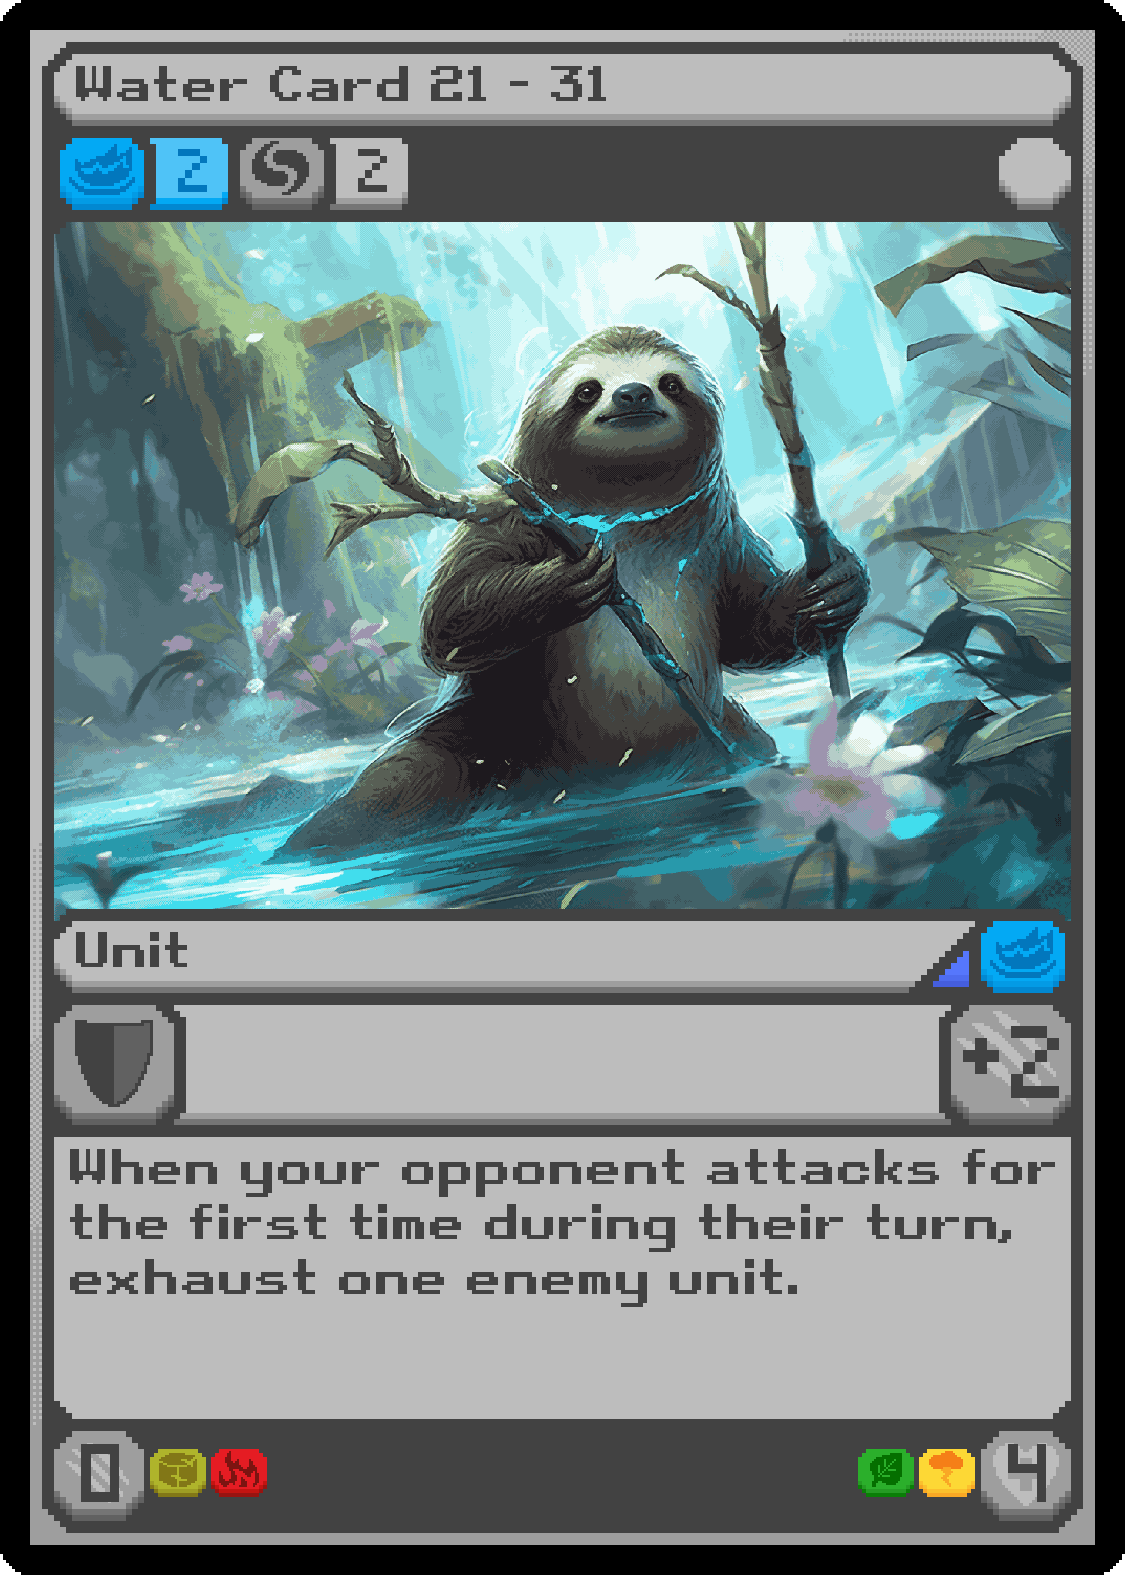 Water Card 21 - 31
2 2
Unit
+2
When your opponent attacks for
the first time during their turn,
exhaust one enemy unit.
0 4